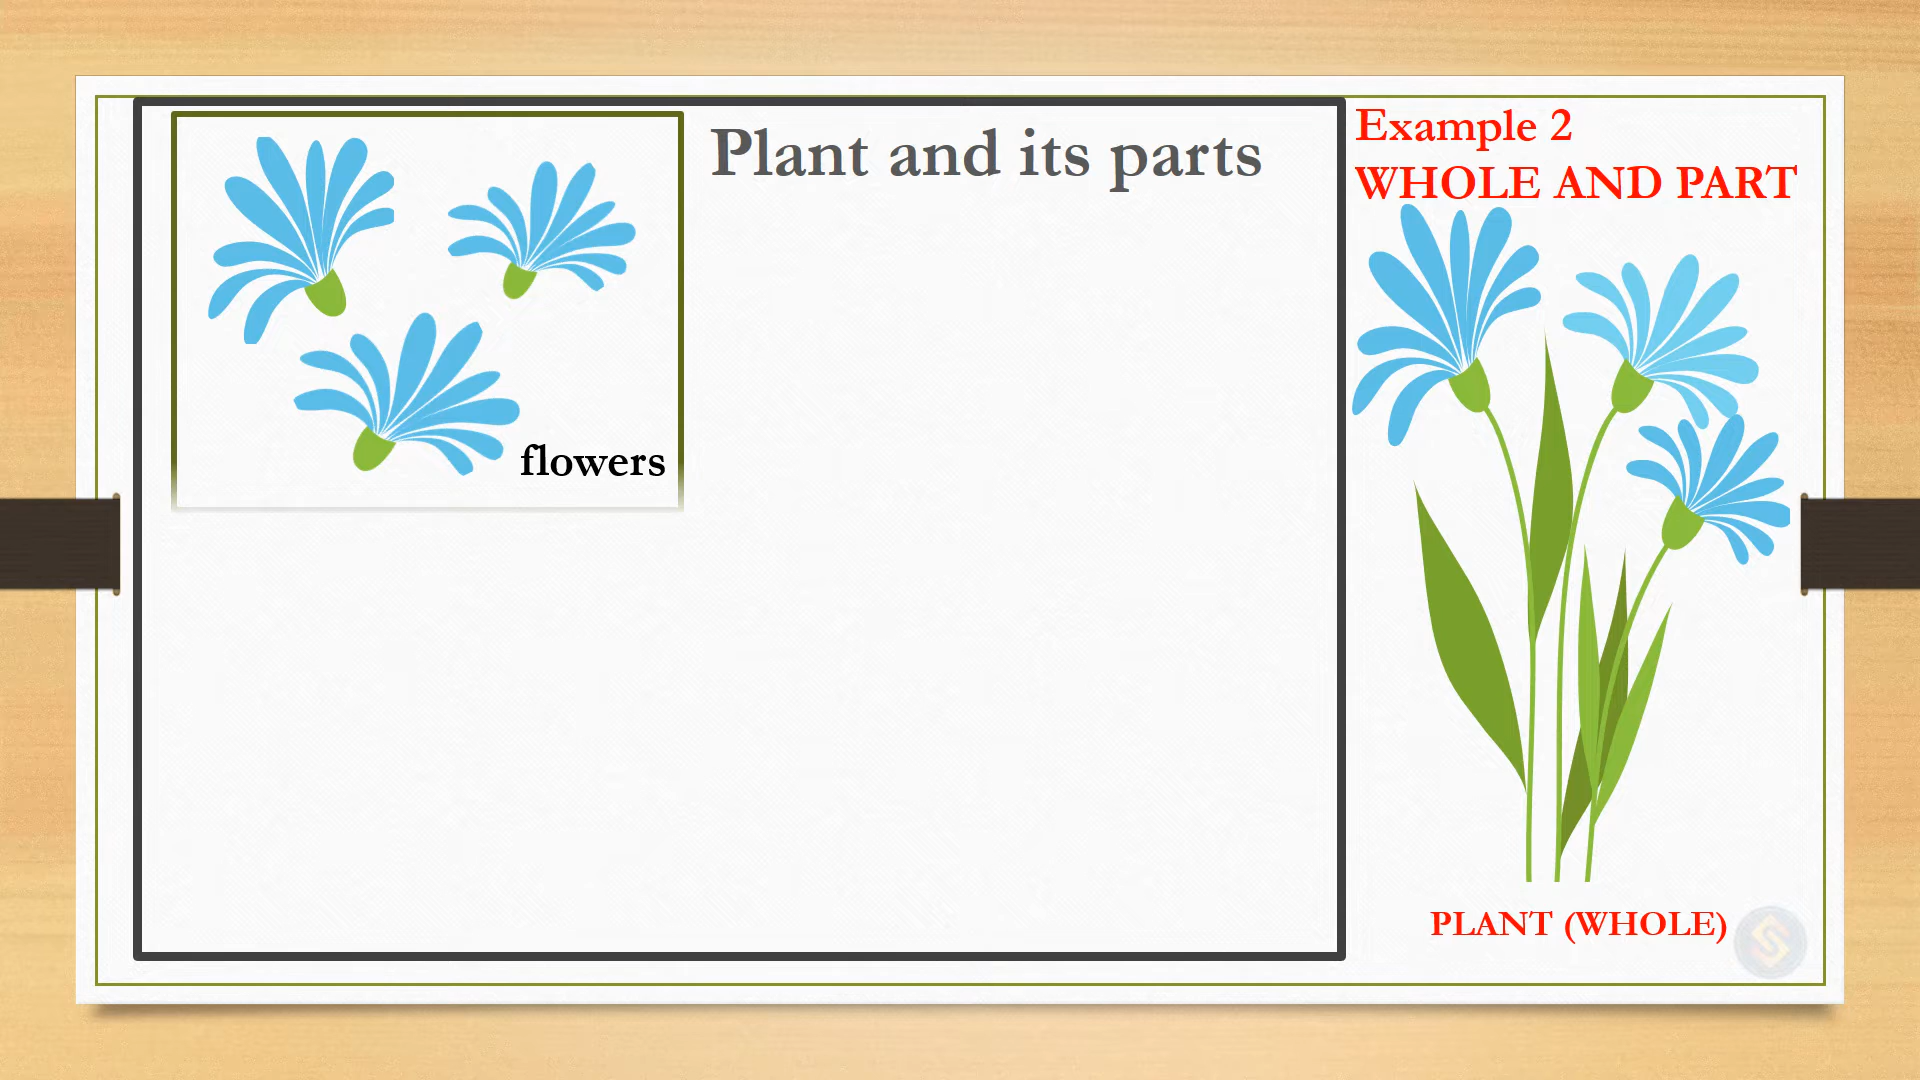 Plant and its parts
flowers
Example 2
WHOLE AND PART
PLANT (WHOLE)